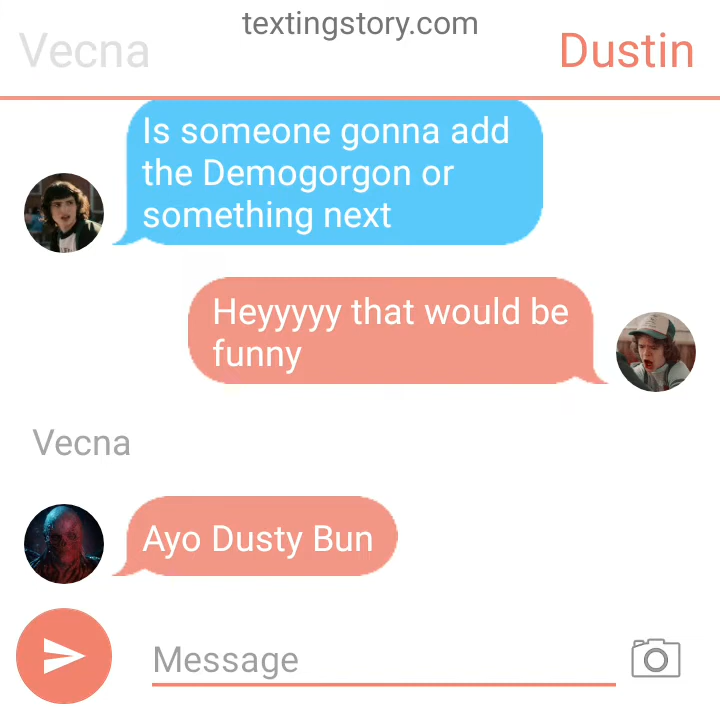 textingstory.com
Vecna
Dustin
Is someone gonna add
the Demogorgon or
something next
Heyyyyy that would be
funny
Vecna
Ayo Dusty Bun
Message